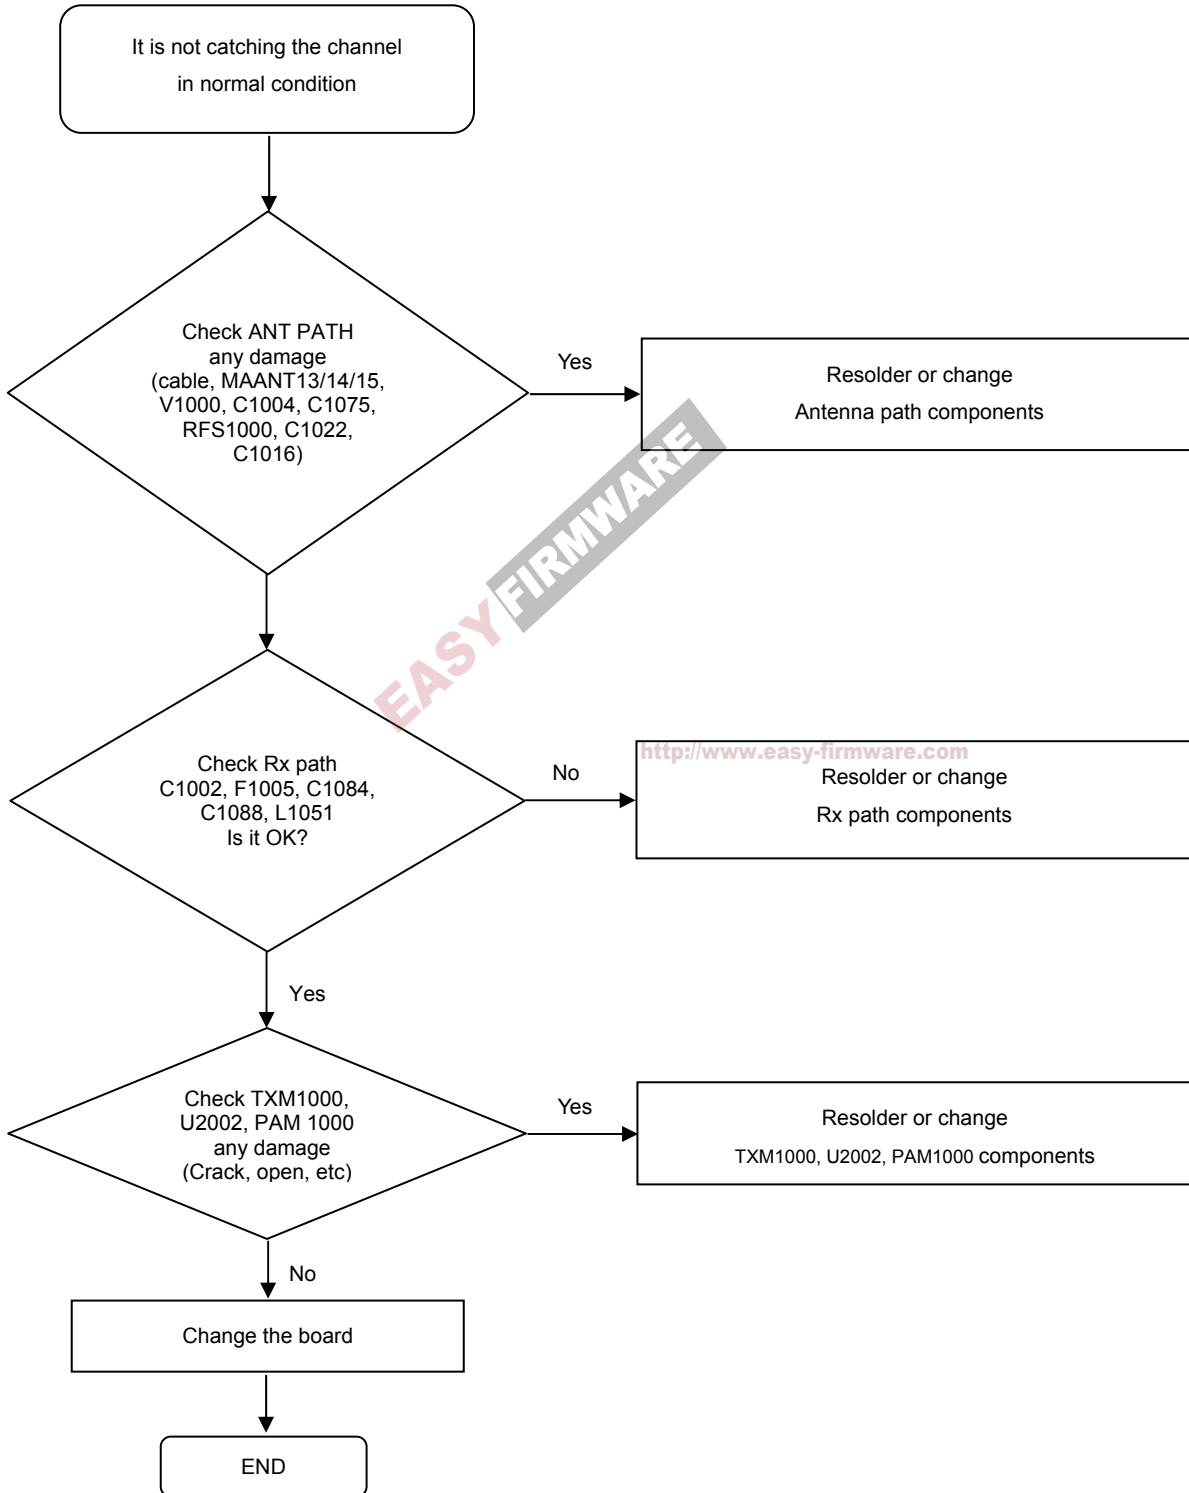 It is not catching the channel
in normal condition
Check ANT PATH
any damage
(cable, MAANT13/14/15,
V1000, C1004, C1075,
RFS1000, C1022,
C1016)
Yes
Resolder or change
Antenna path components
EASY FIRMWARE
Check Rx path
C1002, F1005, C1084,
C1088, L1051
Is it OK?
No
http://www.easy-firmware.com
Resolder or change
Rx path components
Yes
Check TXM1000,
U2002, PAM 1000
any damage
(Crack, open, etc)
Yes
Resolder or change
TXM1000, U2002, PAM1000 components
No
Change the board
END